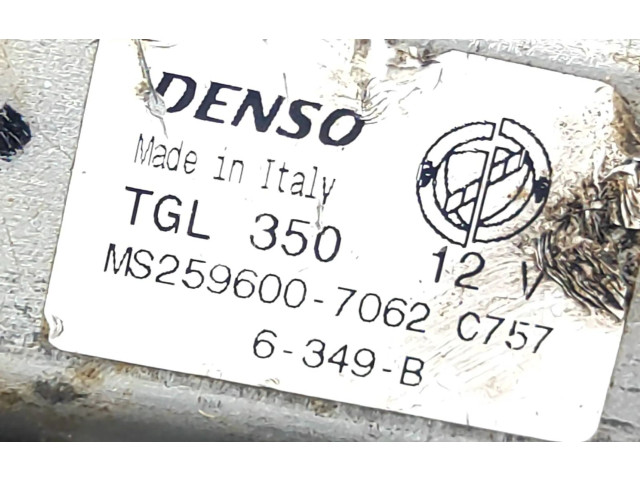 DENSO
Made in Italy
TGL 350 12 V
MS259600-7062 C757
6-349-B